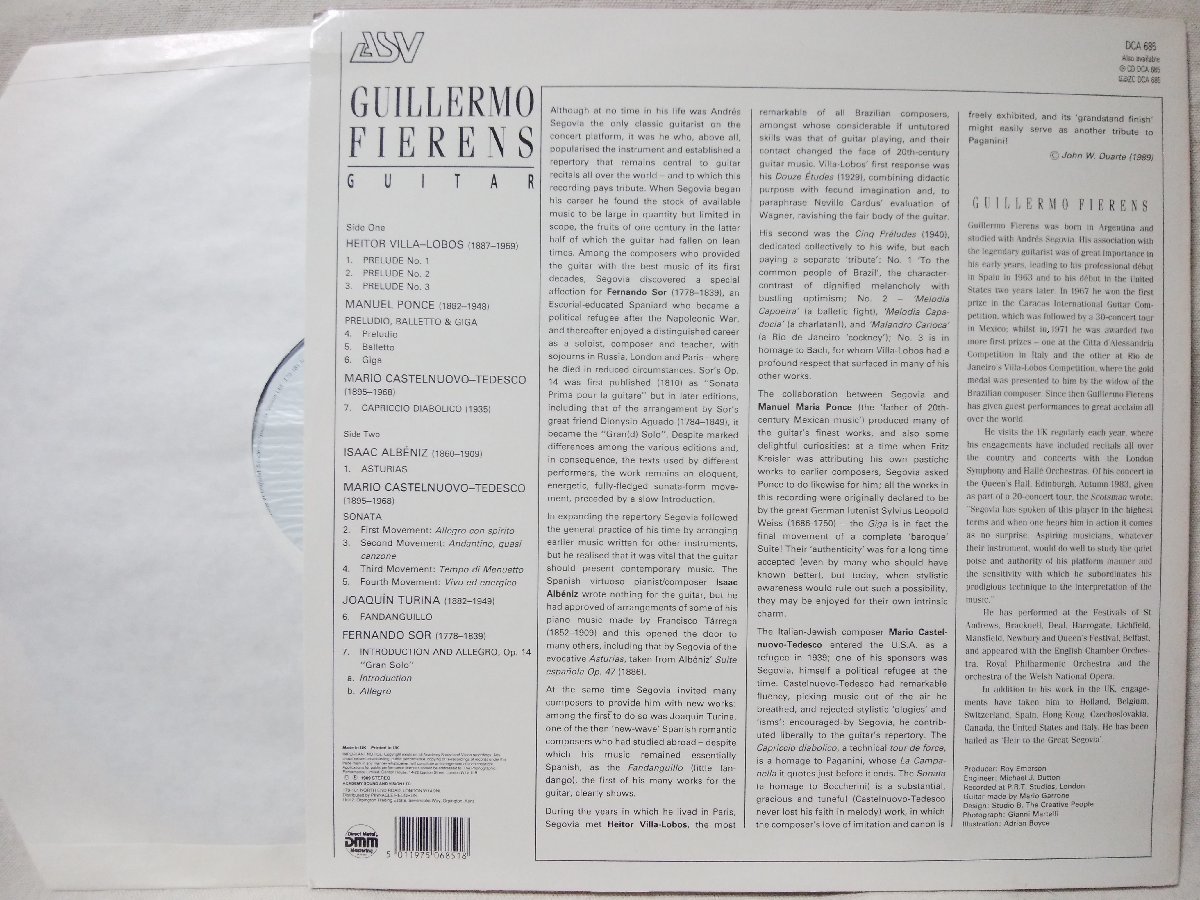 ASV
DCA 685
Also available
CD DCA 685
ZC DCA 685
GUILLERMO
FIERENS
GUITAR
Side One
HEITOR VILLA–LOBOS (1887-1959)
1. PRELUDE No. 1
2. PRELUDE No. 2
3. PRELUDE No. 3
MANUEL PONCE (1882–1949)
PRELUDIO, BALLETTO & GIGA
4. Preludio
5. Balletto
6. Giga
MARIO CASTELNUOVO–TEDESCO
(1895–1968)
7. CAPRICCIO DIABOLICO (1935)
Side Two
ISAAC ALBÉNIZ (1860–1909)
1. ASTURIAS
MARIO CASTELNUOVO–TEDESCO
(1895–1968)
SONATA
2. First Movement: Allegro con spirito
3. Second Movement: Andantino, quasi
canzone
4. Third Movement: Tempo di Menuetto
5. Fourth Movement: Vivo ed energico
JOAQUÍN TURINA (1882–1949)
6. FANDANGUILLO
FERNANDO SOR (1778–1839)
7. INTRODUCTION AND ALLEGRO, Op. 14
"Gran Solo"
a. Introduction
b. Allegro
Made in UK Printed in UK
1989 STEREO
Direct Metal
DMM
Mastering
5 011975 068518
Although at no time in his life was Andrés
Segovia the only classic guitarist on the
concert platform, it was he who, above all,
popularised the instrument and established a
repertory that remains central to guitar
recitals all over the world – and to which this
recording pays tribute. When Segovia began
his career he found the stock of available
music to be large in quantity but limited in
scope, the fruits of one century in the latter
half of which the guitar had fallen on lean
times. Among the composers who provided
the guitar with the best music of its first
decades, Segovia discovered a special
affection for Fernando Sor (1778–1839), an
Escorial-educated Spaniard who became a
political refugee after the Napoleonic War,
and thereafter enjoyed a distinguished career
as a soloist, composer and teacher, with
sojourns in Russia, London and Paris – where
he died in reduced circumstances. Sor's Op.
14 was first published (1810) as "Sonata
Prima pour la guitare" but in later editions,
including that of the arrangement by Sor's
great friend Dionysio Aguado (1784–1849), it
became the "Gran(d) Solo". Despite marked
differences among the various editions and,
in consequence, the texts used by different
performers, the work remains an eloquent,
energetic, fully-fledged sonata-form move-
ment, preceded by a slow Introduction.
In expanding the repertory Segovia followed
the general practice of his time by arranging
earlier music written for other instruments,
but he realised that it was vital that the guitar
should present contemporary music. The
Spanish virtuoso pianist/composer Isaac
Albéniz wrote nothing for the guitar, but he
had approved of arrangements of some of his
piano music made by Francisco Tárrega
(1852–1909) and this opened the door to
many others, including that by Segovia of the
evocative Asturias, taken from Albéniz' Suite
española Op. 47 (1886).
At the same time Segovia invited many
composers to provide him with new works;
among the first to do so was Joaquin Turina,
one of the then 'new-wave' Spanish romantic
composers who had studied abroad – despite
which his music remained essentially
Spanish, as the Fandanguillo (little fan-
dango), the first of his many works for the
guitar, clearly shows.
During the years in which he lived in Paris,
Segovia met Heitor Villa-Lobos, the most
remarkable of all Brazilian composers,
amongst whose considerable if untutored
skills was that of guitar playing, and their
contact changed the face of 20th-century
guitar music. Villa-Lobos' first response was
his Douze Études (1929), combining didactic
purpose with fecund imagination and, to
paraphrase Neville Cardus' evaluation of
Wagner, ravishing the fair body of the guitar.
His second was the Cinq Préludes (1940),
dedicated collectively to his wife, but each
paying a separate 'tribute': No. 1 'To the
common people of Brazil', the character-
contrast of dignified melancholy with
bustling optimism; No. 2 – 'Melodia
Capoeira' (a balletic fight), 'Melodia Capa-
docia' (a charlatan!), and 'Malandro Carioca'
(a Rio de Janeiro 'cockney'); No. 3 is in
homage to Bach, for whom Villa-Lobos had a
profound respect that surfaced in many of his
other works.
The collaboration between Segovia and
Manuel Maria Ponce (the 'father of 20th-
century Mexican music') produced many of
the guitar's finest works, and also some
delightful curiosities: at a time when Fritz
Kreisler was attributing his own pastiche
works to earlier composers, Segovia asked
Ponce to do likewise for him; all the works in
this recording were originally declared to be
by the great German lutenist Sylvius Leopold
Weiss (1686-1750) – the Giga is in fact the
final movement of a complete 'baroque'
Suite! Their 'authenticity' was for a long time
accepted (even by many who should have
known better), but today, when stylistic
awareness would rule out such a possibility,
they may be enjoyed for their own intrinsic
charm.
The Italian-Jewish composer Mario Castel-
nuovo-Tedesco entered the U.S.A. as a
refugee in 1939; one of his sponsors was
Segovia, himself a political refugee at the
time. Castelnuovo-Tedesco had remarkable
fluency, picking music out of the air he
breathed, and rejected stylistic 'ologies' and
'isms': encouraged by Segovia, he contrib-
uted liberally to the guitar's repertory. The
Capriccio diabolico, a technical tour de force,
is a homage to Paganini, whose La Campa-
nella it quotes just before it ends. The Sonata
(a homage to Boccherini) is a substantial,
gracious and tuneful (Castelnuovo-Tedesco
never lost his faith in melody) work, in which
the composer's love of imitation and canon is
freely exhibited, and its 'grandstand finish'
might easily serve as another tribute to
Paganini!
© John W. Duarte (1989)
GUILLERMO FIERENS
Guillermo Fierens was born in Argentina and
studied with Andrés Segovia. His association with
the legendary guitarist was of great importance in
his early years, leading to his professional début
in Spain in 1963 and to his début in the United
States two years later. In 1967 he won the first
prize in the Caracas International Guitar Com-
petition, which was followed by a 30-concert tour
in Mexico; whilst in 1971 he was awarded two
more first prizes – one at the Citta d'Alessandria
Competition in Italy and the other at Rio de
Janeiro's Villa-Lobos Competition, where the gold
medal was presented to him by the widow of the
Brazilian composer. Since then Guillermo Fierens
has given guest performances to great acclaim all
over the world.
He visits the UK regularly each year, where
his engagements have included recitals all over
the country and concerts with the London
Symphony and Hallé Orchestras. Of his concert in
the Queen's Hall, Edinburgh, Autumn 1983, given
as part of a 20-concert tour, the Scotsman wrote:
"Segovia has spoken of this player in the highest
terms and when one hears him in action it comes
as no surprise. Aspiring musicians, whatever
their instrument, would do well to study the quiet
poise and authority of his platform manner and
the sensitivity with which he subordinates his
prodigious technique to the interpretation of the
music."
He has performed at the Festivals of St
Andrews, Bracknell, Deal, Harrogate, Lichfield,
Mansfield, Newbury and Queen's Festival, Belfast,
and appeared with the English Chamber Orches-
tra, Royal Philharmonic Orchestra and the
orchestra of the Welsh National Opera.
In addition to his work in the UK, engage-
ments have taken him to Holland, Belgium,
Switzerland, Spain, Hong Kong, Czechoslovakia,
Canada, the United States and Italy. He has been
hailed as 'Heir to the Great Segovia'.
Producer: Roy Emerson
Engineer: Michael J. Dutton
Recorded at P.R.T. Studios, London
Guitar made by Mario Garrone
Design: Studio B, The Creative People
Photograph: Gianni Martelli
Illustration: Adrian Boyce